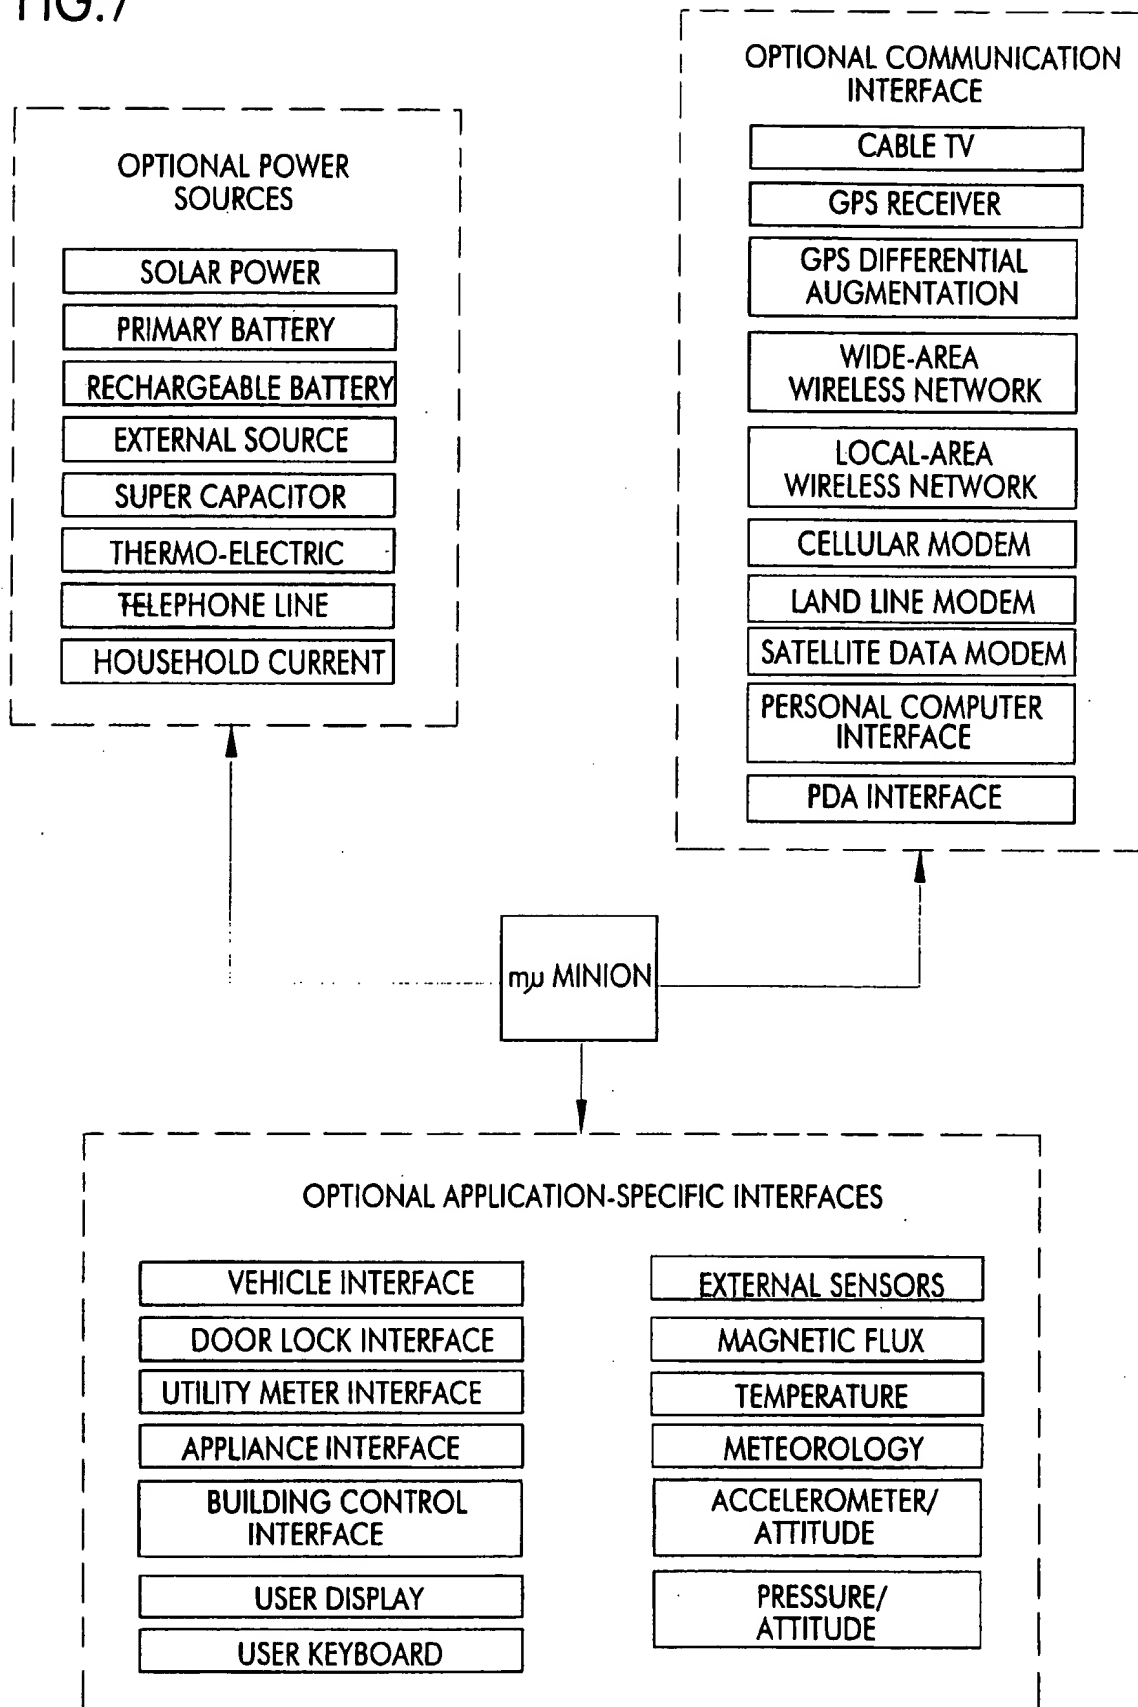 FIG.7
OPTIONAL POWER
SOURCES
SOLAR POWER
PRIMARY BATTERY
RECHARGEABLE BATTERY
EXTERNAL SOURCE
SUPER CAPACITOR
THERMO-ELECTRIC
TELEPHONE LINE
HOUSEHOLD CURRENT
OPTIONAL COMMUNICATION
INTERFACE
CABLE TV
GPS RECEIVER
GPS DIFFERENTIAL
AUGMENTATION
WIDE-AREA
WIRELESS NETWORK
LOCAL-AREA
WIRELESS NETWORK
CELLULAR MODEM
LAND LINE MODEM
SATELLITE DATA MODEM
PERSONAL COMPUTER
INTERFACE
PDA INTERFACE
mμ MINION
OPTIONAL APPLICATION-SPECIFIC INTERFACES
VEHICLE INTERFACE
DOOR LOCK INTERFACE
UTILITY METER INTERFACE
APPLIANCE INTERFACE
BUILDING CONTROL
INTERFACE
USER DISPLAY
USER KEYBOARD
EXTERNAL SENSORS
MAGNETIC FLUX
TEMPERATURE
METEOROLOGY
ACCELEROMETER/
ATTITUDE
PRESSURE/
ATTITUDE